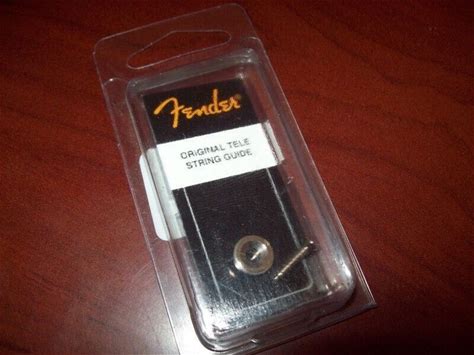 Fender
ORIGINAL TELE
STRING GUIDE